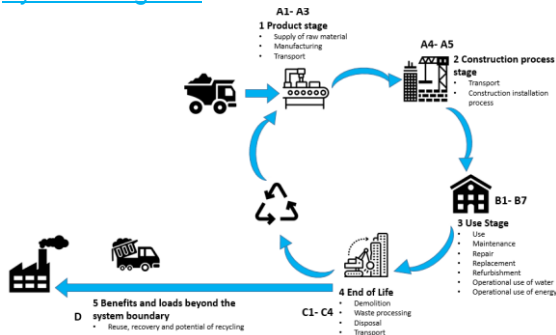 A1- A3
1 Product stage
• Supply of raw material
• Manufacturing
• Transport
A4- A5
2 Construction process
stage
• Transport
• Construction installation
process
B1- B7
3 Use Stage
• Use
• Maintenance
• Repair
• Replacement
• Refurbishment
• Operational use of water
• Operational use of energy
4 End of Life
C1- C4
• Demolition
• Waste processing
• Disposal
• Transport
5 Benefits and loads beyond the
D system boundary
• Reuse, recovery and potential of recycling